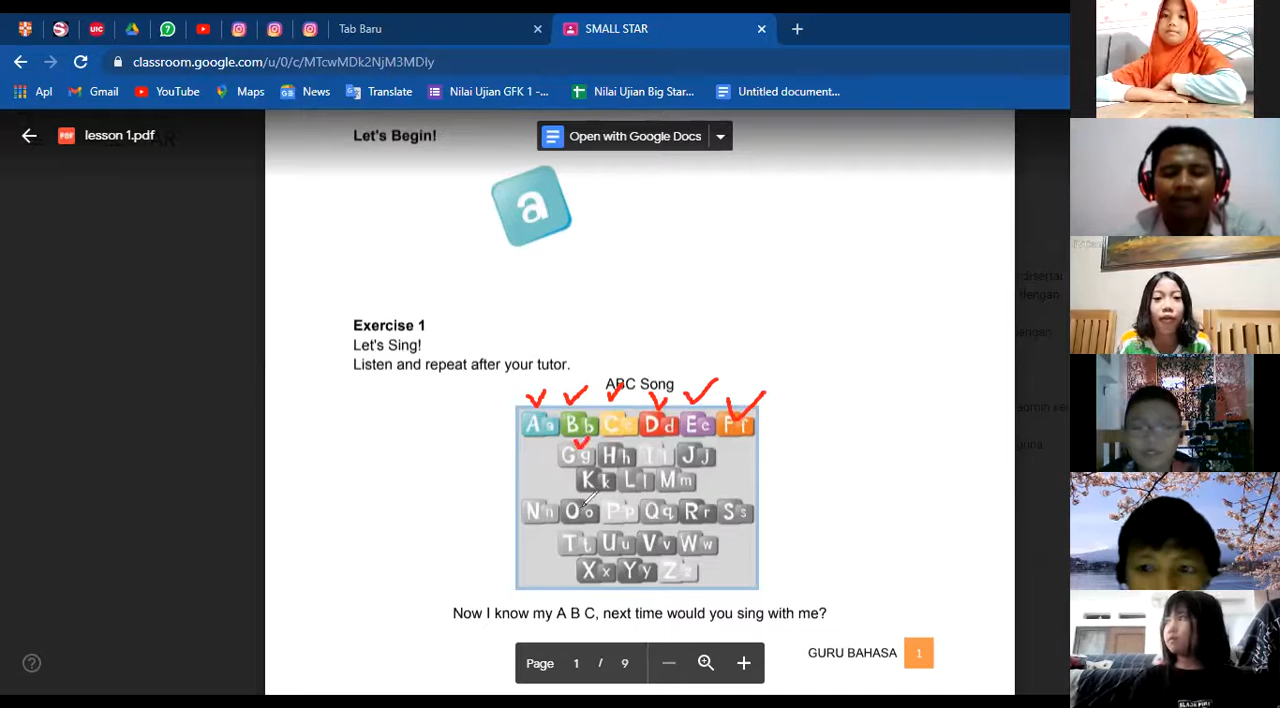 Tab Baru
SMALL STAR
classroom.google.com/u/0/c/MTcwMDk2NjM3MDIy
Apl Gmail YouTube Maps News Translate Nilai Ujian GFK 1 -... Nilai Ujian Big Star... Untitled document...
PDF lesson 1.pdf
Let's Begin!
Open with Google Docs
a
Exercise 1
Let's Sing!
Listen and repeat after your tutor.
ABC Song
Aa Bb Cc Dd Ee Ff
Gg Hh Ii Jj
Kk Ll Mm
Nn Oo Pp Qq Rr Ss
Tt Uu Vv Ww
Xx Yy Zz
Now I know my A B C, next time would you sing with me?
GURU BAHASA 1
Page 1 / 9